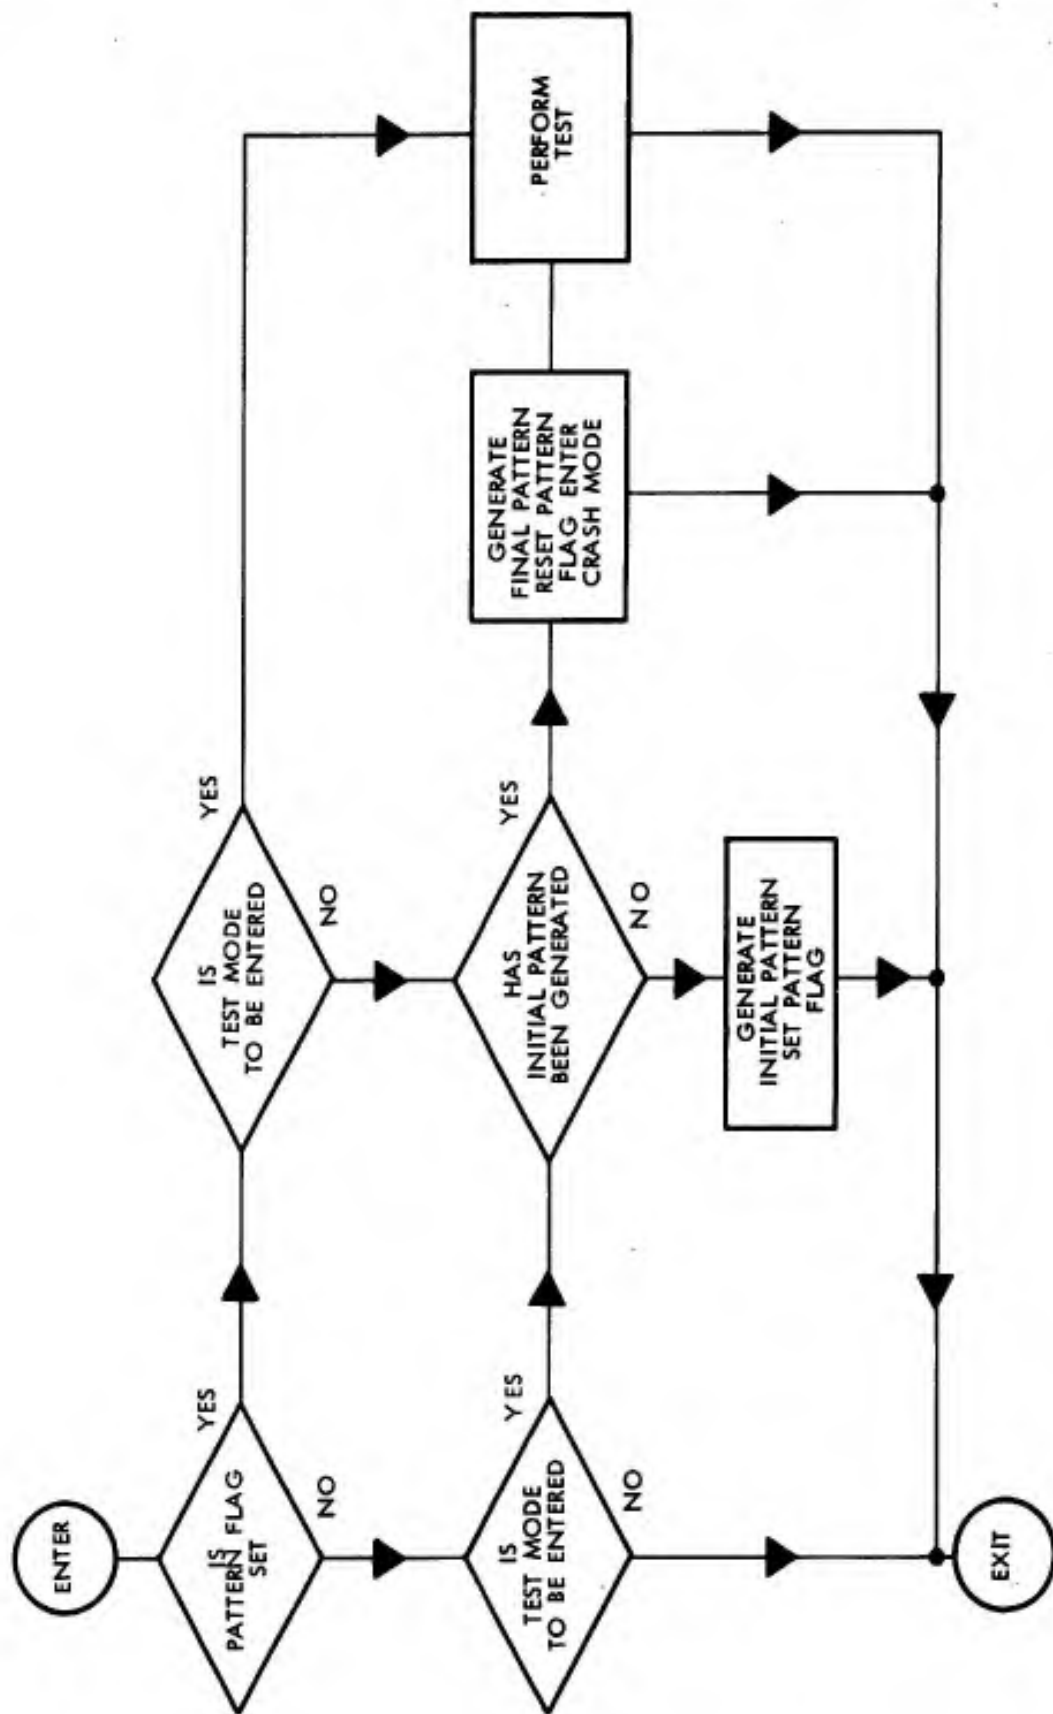 ENTER
IS
PATTERN FLAG
SET
YES
NO
IS
TEST MODE
TO BE ENTERED
YES
NO
IS
TEST MODE
TO BE ENTERED
YES
NO
HAS
INITIAL PATTERN
BEEN GENERATED
YES
NO
GENERATE
FINAL PATTERN
RESET PATTERN
FLAG ENTER
CRASH MODE
PERFORM
TEST
GENERATE
INITIAL PATTERN
SET PATTERN
FLAG
EXIT